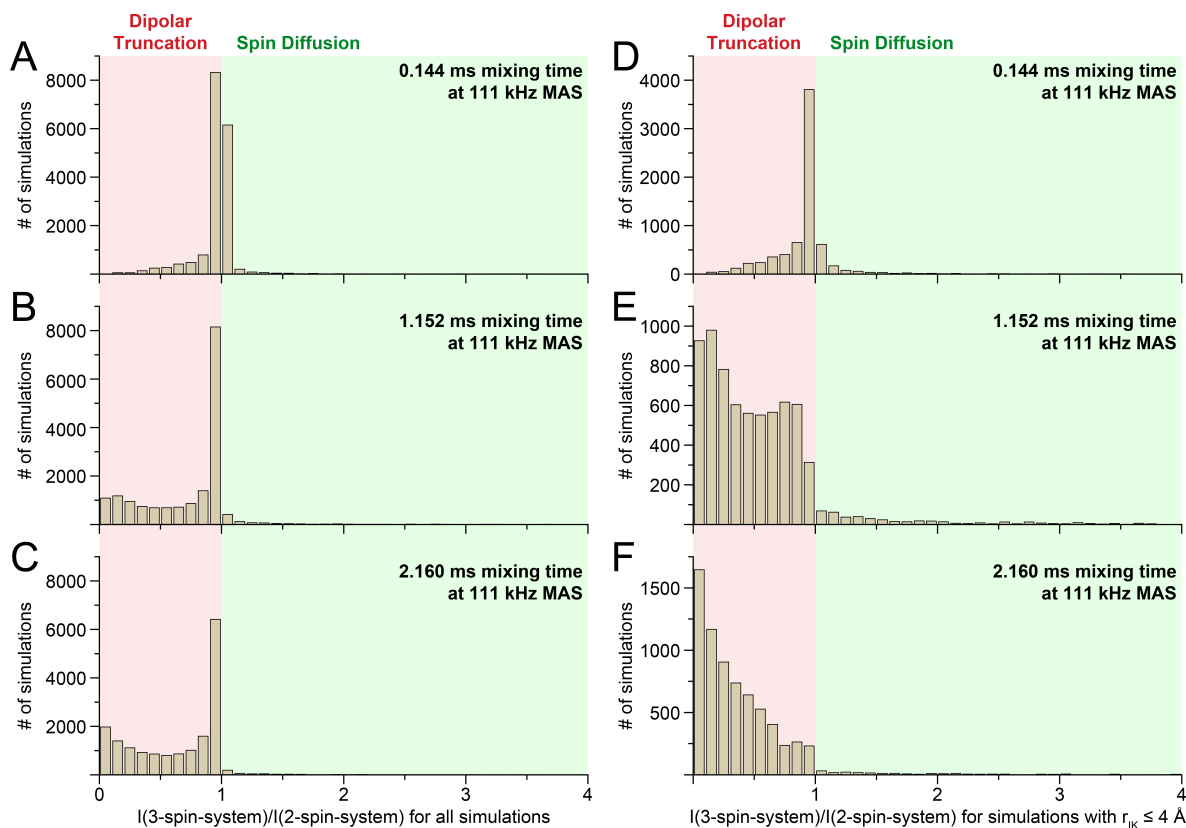 Dipolar
Truncation
Spin Diffusion
A
0.144 ms mixing time
at 111 kHz MAS
# of simulations
8000
6000
4000
2000
B
1.152 ms mixing time
at 111 kHz MAS
# of simulations
8000
6000
4000
2000
C
2.160 ms mixing time
at 111 kHz MAS
# of simulations
8000
6000
4000
2000
0 1 2 3 4
I(3-spin-system)/I(2-spin-system) for all simulations
Dipolar
Truncation
Spin Diffusion
D
0.144 ms mixing time
at 111 kHz MAS
# of simulations
4000
3000
2000
1000
0
E
1.152 ms mixing time
at 111 kHz MAS
# of simulations
1000
800
600
400
200
F
2.160 ms mixing time
at 111 kHz MAS
# of simulations
1500
1000
500
0 1 2 3 4
I(3-spin-system)/I(2-spin-system) for simulations with r_IK ≤ 4 Å